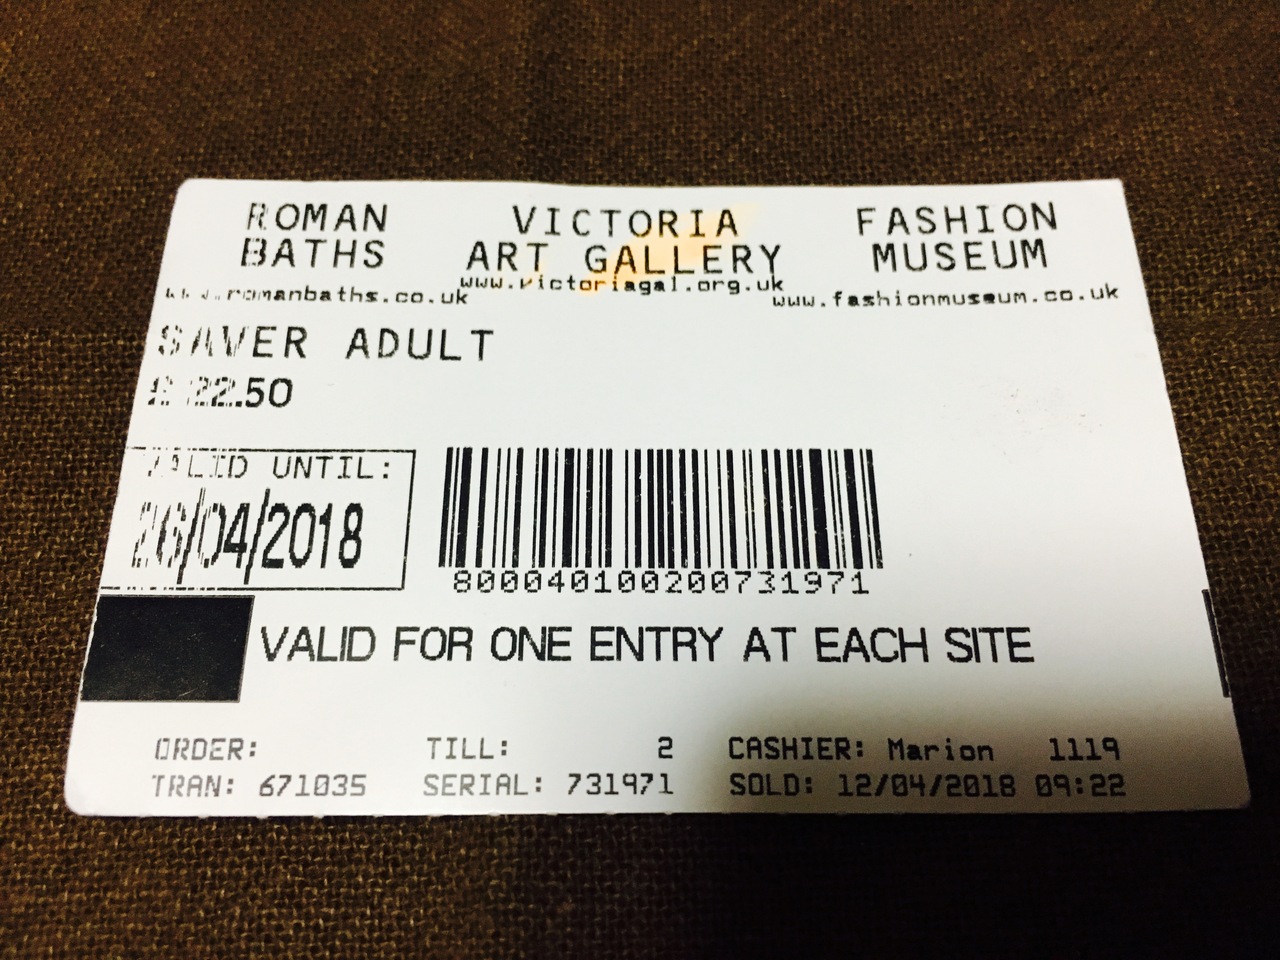 ROMAN BATHS
www.romanbaths.co.uk
VICTORIA ART GALLERY
www.victoriagal.org.uk
FASHION MUSEUM
www.fashionmuseum.co.uk
SAVER ADULT
£ 22.50
VALID UNTIL:
26/04/2018
800040100200731971
VALID FOR ONE ENTRY AT EACH SITE
ORDER: TILL: 2 CASHIER: Marion 1119
TRAN: 671035 SERIAL: 731971 SOLD: 12/04/2018 09:22